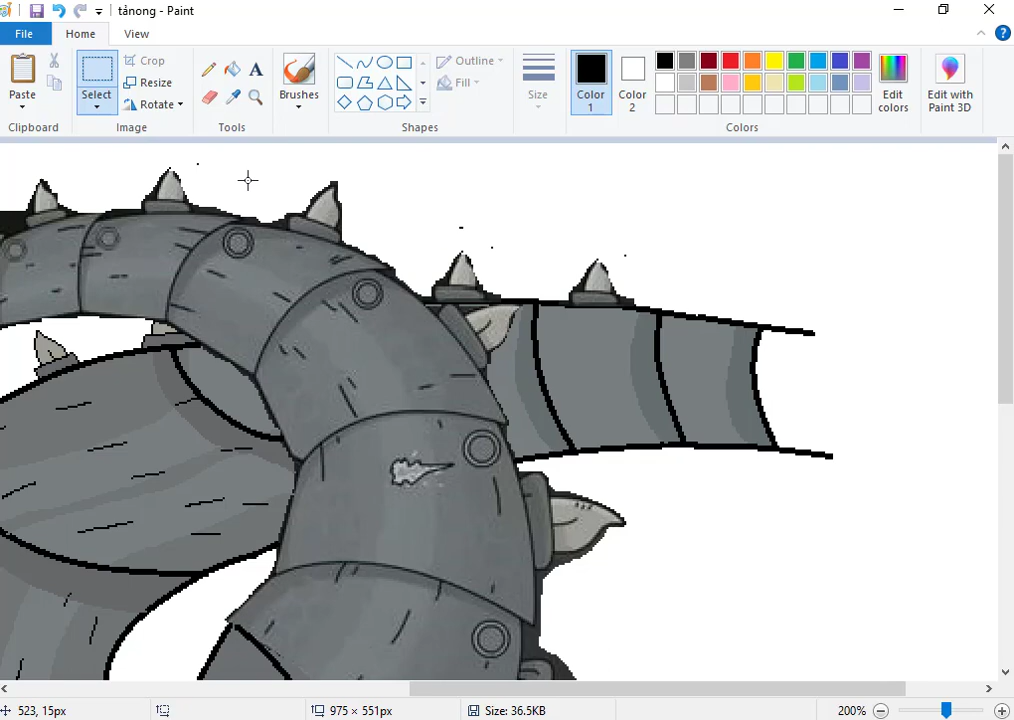 tảnong - Paint
File
Home
View
Paste
Clipboard
Select
Crop
Resize
Rotate
Image
A
Tools
Brushes
Outline
Fill
Shapes
Size
Color 1
Color 2
Edit colors
Colors
Edit with Paint 3D
523, 15px
975 × 551px
Size: 36.5KB
200%